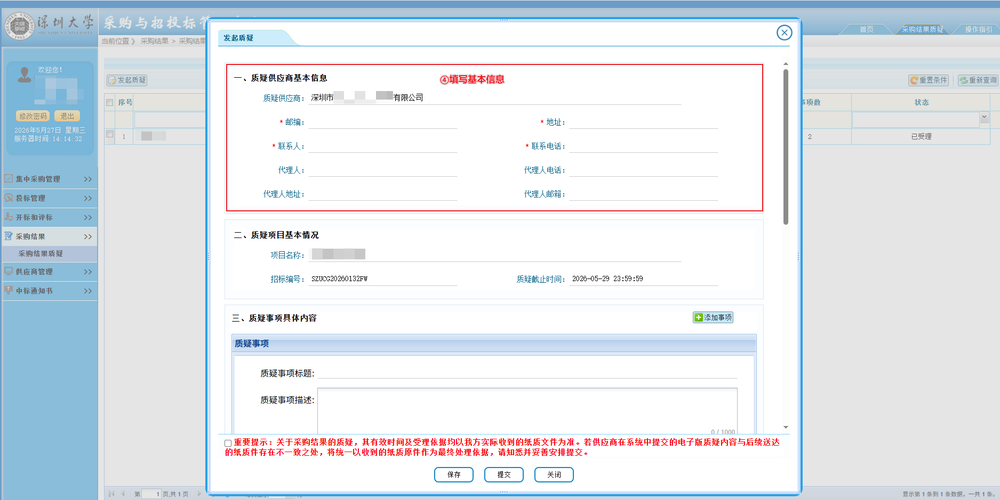 深圳大学
SHENZHEN UNIVERSITY
采购与招投标管
首页
采购结果质疑
操作指引
当前位置 》 采购结果 > 采购结果
发起质疑
欢迎您！
修改密码
退出
2026年5月27日 星期三
服务器时间: 14:14:32
集中采购管理 >>
投标管理 >>
开标和评标 >>
采购结果 >>
采购结果质疑
供应商管理 >>
中标通知书 >>
发起质疑
重置条件
重新查询
序号
事项数
状态
1
2
已受理
一、质疑供应商基本信息
④填写基本信息
质疑供应商： 深圳市 有限公司
* 邮编：
* 地址：
* 联系人：
* 联系电话：
代理人：
代理人电话：
代理人地址：
代理人邮箱：
二、质疑项目基本情况
项目名称：
招标编号： SZUCG20260132FW
质疑截止时间： 2026-05-29 23:59:59
三、质疑事项具体内容
添加事项
质疑事项
质疑事项标题:
质疑事项描述:
0 / 1000
重要提示：关于采购结果的质疑，其有效时间及受理依据均以我方实际收到的纸质文件为准。若供应商在系统中提交的电子版质疑内容与后续送达
的纸质件存在不一致之处，将统一以收到的纸质原件作为最终处理依据，请知悉并妥善安排提交。
保存
提交
关闭
第 1 页,共 1 页
显示第 1 条到 1 条数据，一共 1 条。